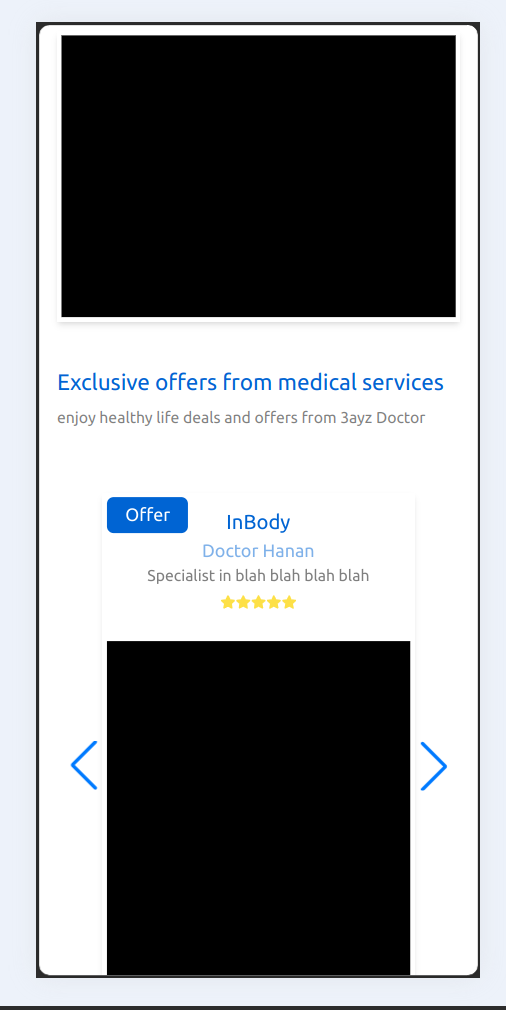 Exclusive offers from medical services
enjoy healthy life deals and offers from 3ayz Doctor
Offer
InBody
Doctor Hanan
Specialist in blah blah blah blah